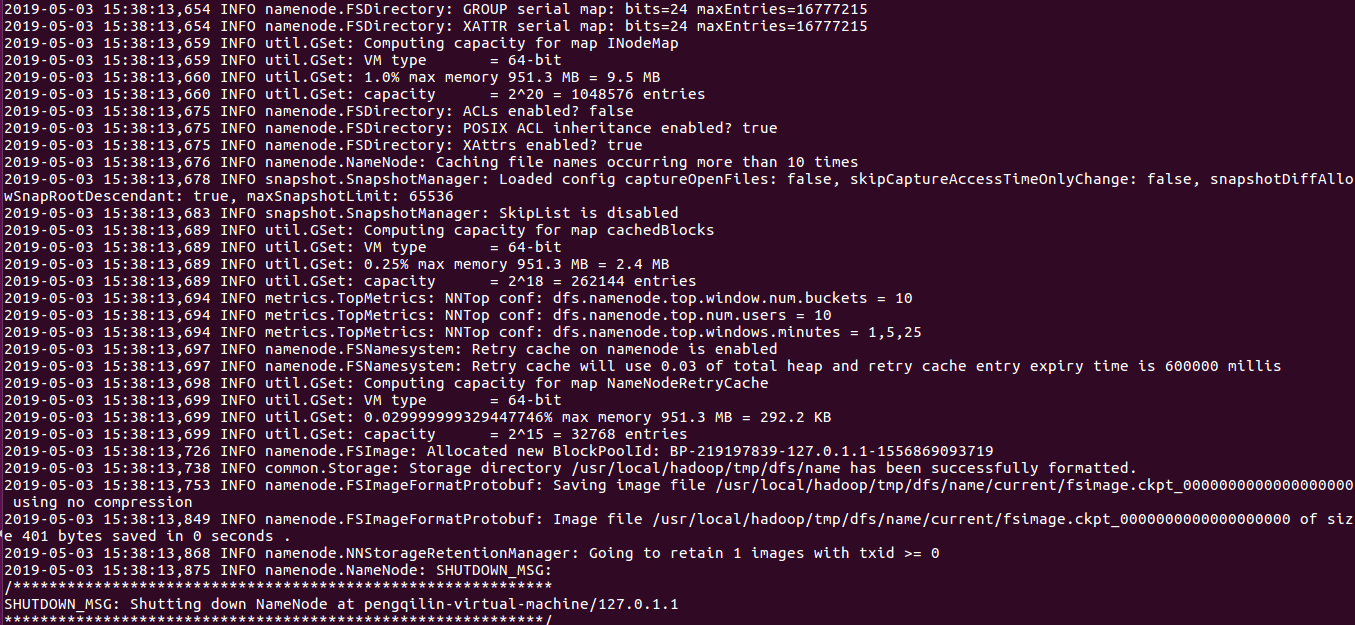 2019-05-03 15:38:13,654 INFO namenode.FSDirectory: GROUP serial map: bits=24 maxEntries=16777215
2019-05-03 15:38:13,654 INFO namenode.FSDirectory: XATTR serial map: bits=24 maxEntries=16777215
2019-05-03 15:38:13,659 INFO util.GSet: Computing capacity for map INodeMap
2019-05-03 15:38:13,659 INFO util.GSet: VM type       = 64-bit
2019-05-03 15:38:13,660 INFO util.GSet: 1.0% max memory 951.3 MB = 9.5 MB
2019-05-03 15:38:13,660 INFO util.GSet: capacity      = 2^20 = 1048576 entries
2019-05-03 15:38:13,675 INFO namenode.FSDirectory: ACLs enabled? false
2019-05-03 15:38:13,675 INFO namenode.FSDirectory: POSIX ACL inheritance enabled? true
2019-05-03 15:38:13,675 INFO namenode.FSDirectory: XAttrs enabled? true
2019-05-03 15:38:13,676 INFO namenode.NameNode: Caching file names occurring more than 10 times
2019-05-03 15:38:13,678 INFO snapshot.SnapshotManager: Loaded config captureOpenFiles: false, skipCaptureAccessTimeOnlyChange: false, snapshotDiffAllo
wSnapRootDescendant: true, maxSnapshotLimit: 65536
2019-05-03 15:38:13,683 INFO snapshot.SnapshotManager: SkipList is disabled
2019-05-03 15:38:13,689 INFO util.GSet: Computing capacity for map cachedBlocks
2019-05-03 15:38:13,689 INFO util.GSet: VM type       = 64-bit
2019-05-03 15:38:13,689 INFO util.GSet: 0.25% max memory 951.3 MB = 2.4 MB
2019-05-03 15:38:13,689 INFO util.GSet: capacity      = 2^18 = 262144 entries
2019-05-03 15:38:13,694 INFO metrics.TopMetrics: NNTop conf: dfs.namenode.top.window.num.buckets = 10
2019-05-03 15:38:13,694 INFO metrics.TopMetrics: NNTop conf: dfs.namenode.top.num.users = 10
2019-05-03 15:38:13,694 INFO metrics.TopMetrics: NNTop conf: dfs.namenode.top.windows.minutes = 1,5,25
2019-05-03 15:38:13,697 INFO namenode.FSNamesystem: Retry cache on namenode is enabled
2019-05-03 15:38:13,697 INFO namenode.FSNamesystem: Retry cache will use 0.03 of total heap and retry cache entry expiry time is 600000 millis
2019-05-03 15:38:13,698 INFO util.GSet: Computing capacity for map NameNodeRetryCache
2019-05-03 15:38:13,699 INFO util.GSet: VM type       = 64-bit
2019-05-03 15:38:13,699 INFO util.GSet: 0.029999999329447746% max memory 951.3 MB = 292.2 KB
2019-05-03 15:38:13,699 INFO util.GSet: capacity      = 2^15 = 32768 entries
2019-05-03 15:38:13,726 INFO namenode.FSImage: Allocated new BlockPoolId: BP-219197839-127.0.1.1-1556869093719
2019-05-03 15:38:13,738 INFO common.Storage: Storage directory /usr/local/hadoop/tmp/dfs/name has been successfully formatted.
2019-05-03 15:38:13,753 INFO namenode.FSImageFormatProtobuf: Saving image file /usr/local/hadoop/tmp/dfs/name/current/fsimage.ckpt_0000000000000000000
 using no compression
2019-05-03 15:38:13,849 INFO namenode.FSImageFormatProtobuf: Image file /usr/local/hadoop/tmp/dfs/name/current/fsimage.ckpt_0000000000000000000 of siz
e 401 bytes saved in 0 seconds .
2019-05-03 15:38:13,868 INFO namenode.NNStorageRetentionManager: Going to retain 1 images with txid >= 0
2019-05-03 15:38:13,875 INFO namenode.NameNode: SHUTDOWN_MSG:
/************************************************************
SHUTDOWN_MSG: Shutting down NameNode at pengqilin-virtual-machine/127.0.1.1
************************************************************/